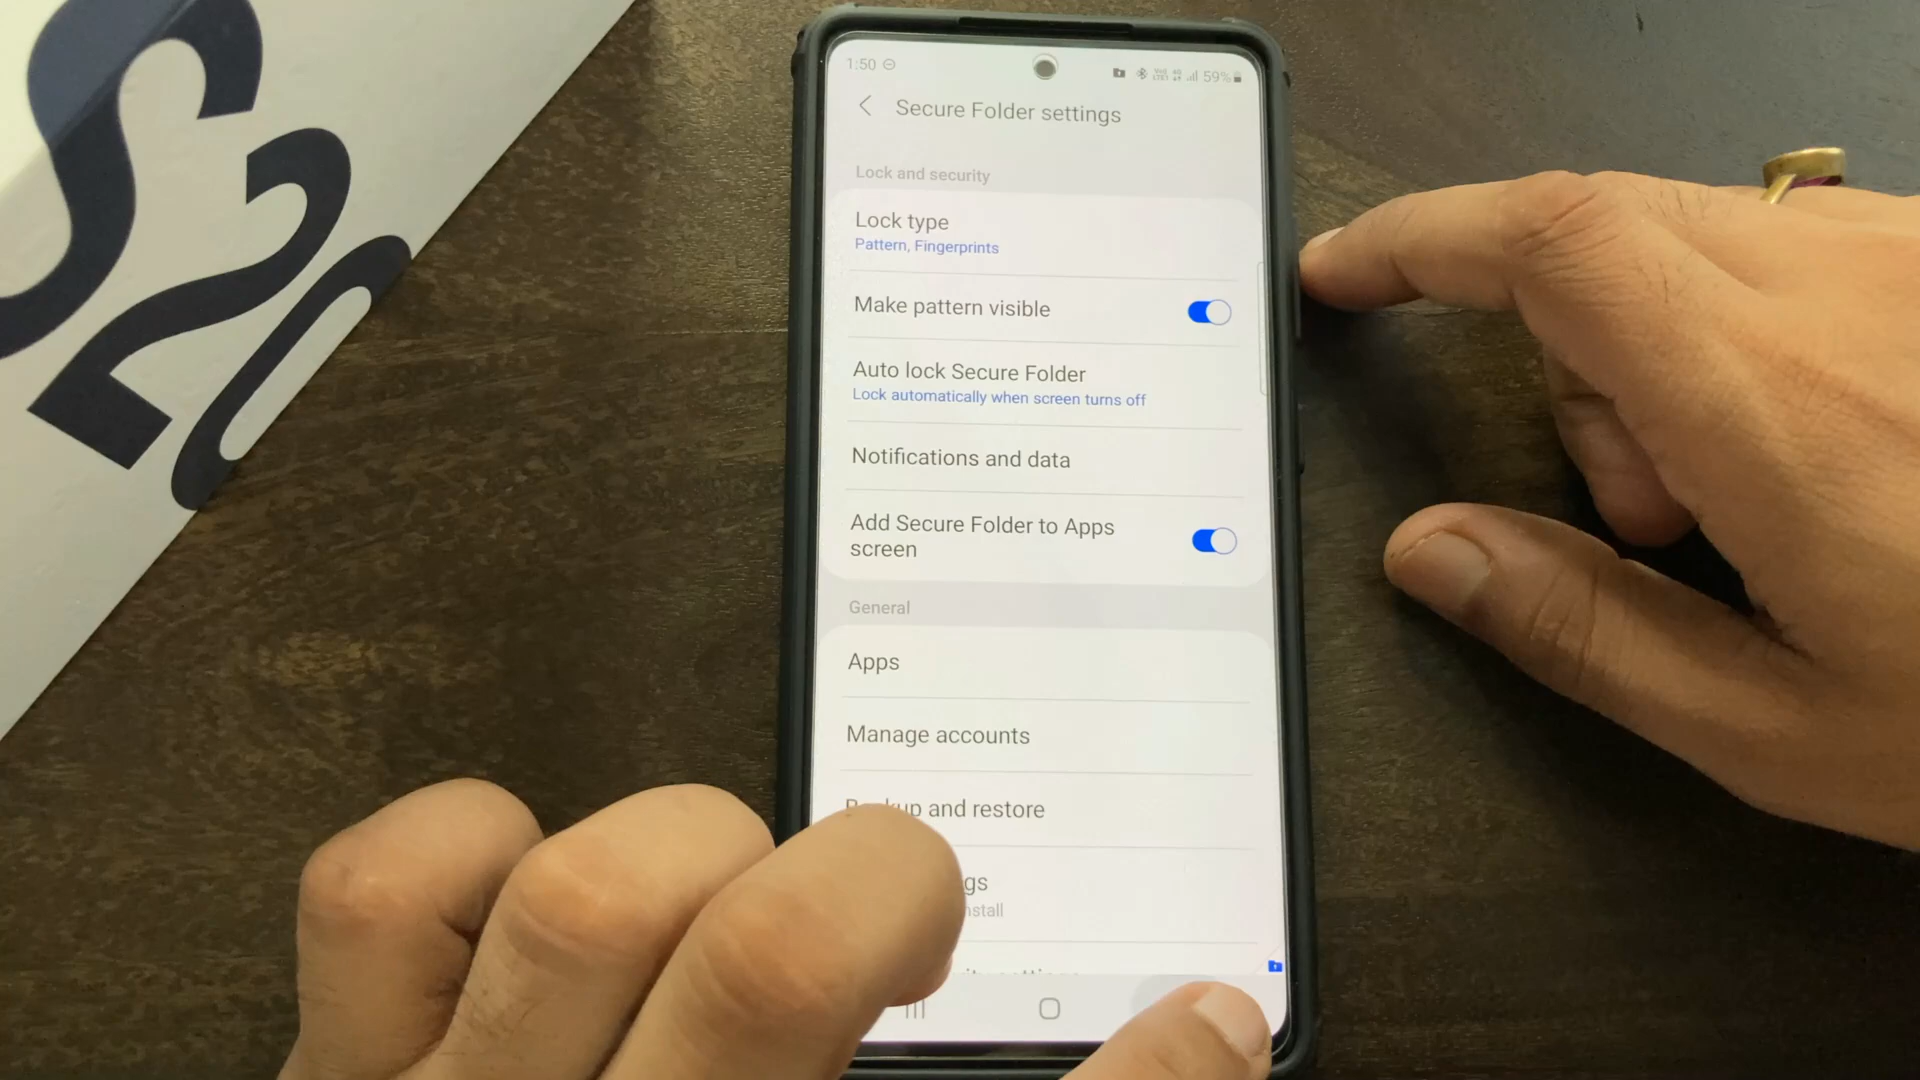 S20
1:50
59%
Secure Folder settings
Lock and security
Lock type
Pattern, Fingerprints
Make pattern visible
Auto lock Secure Folder
Lock automatically when screen turns off
Notifications and data
Add Secure Folder to Apps
screen
General
Apps
Manage accounts
and restore